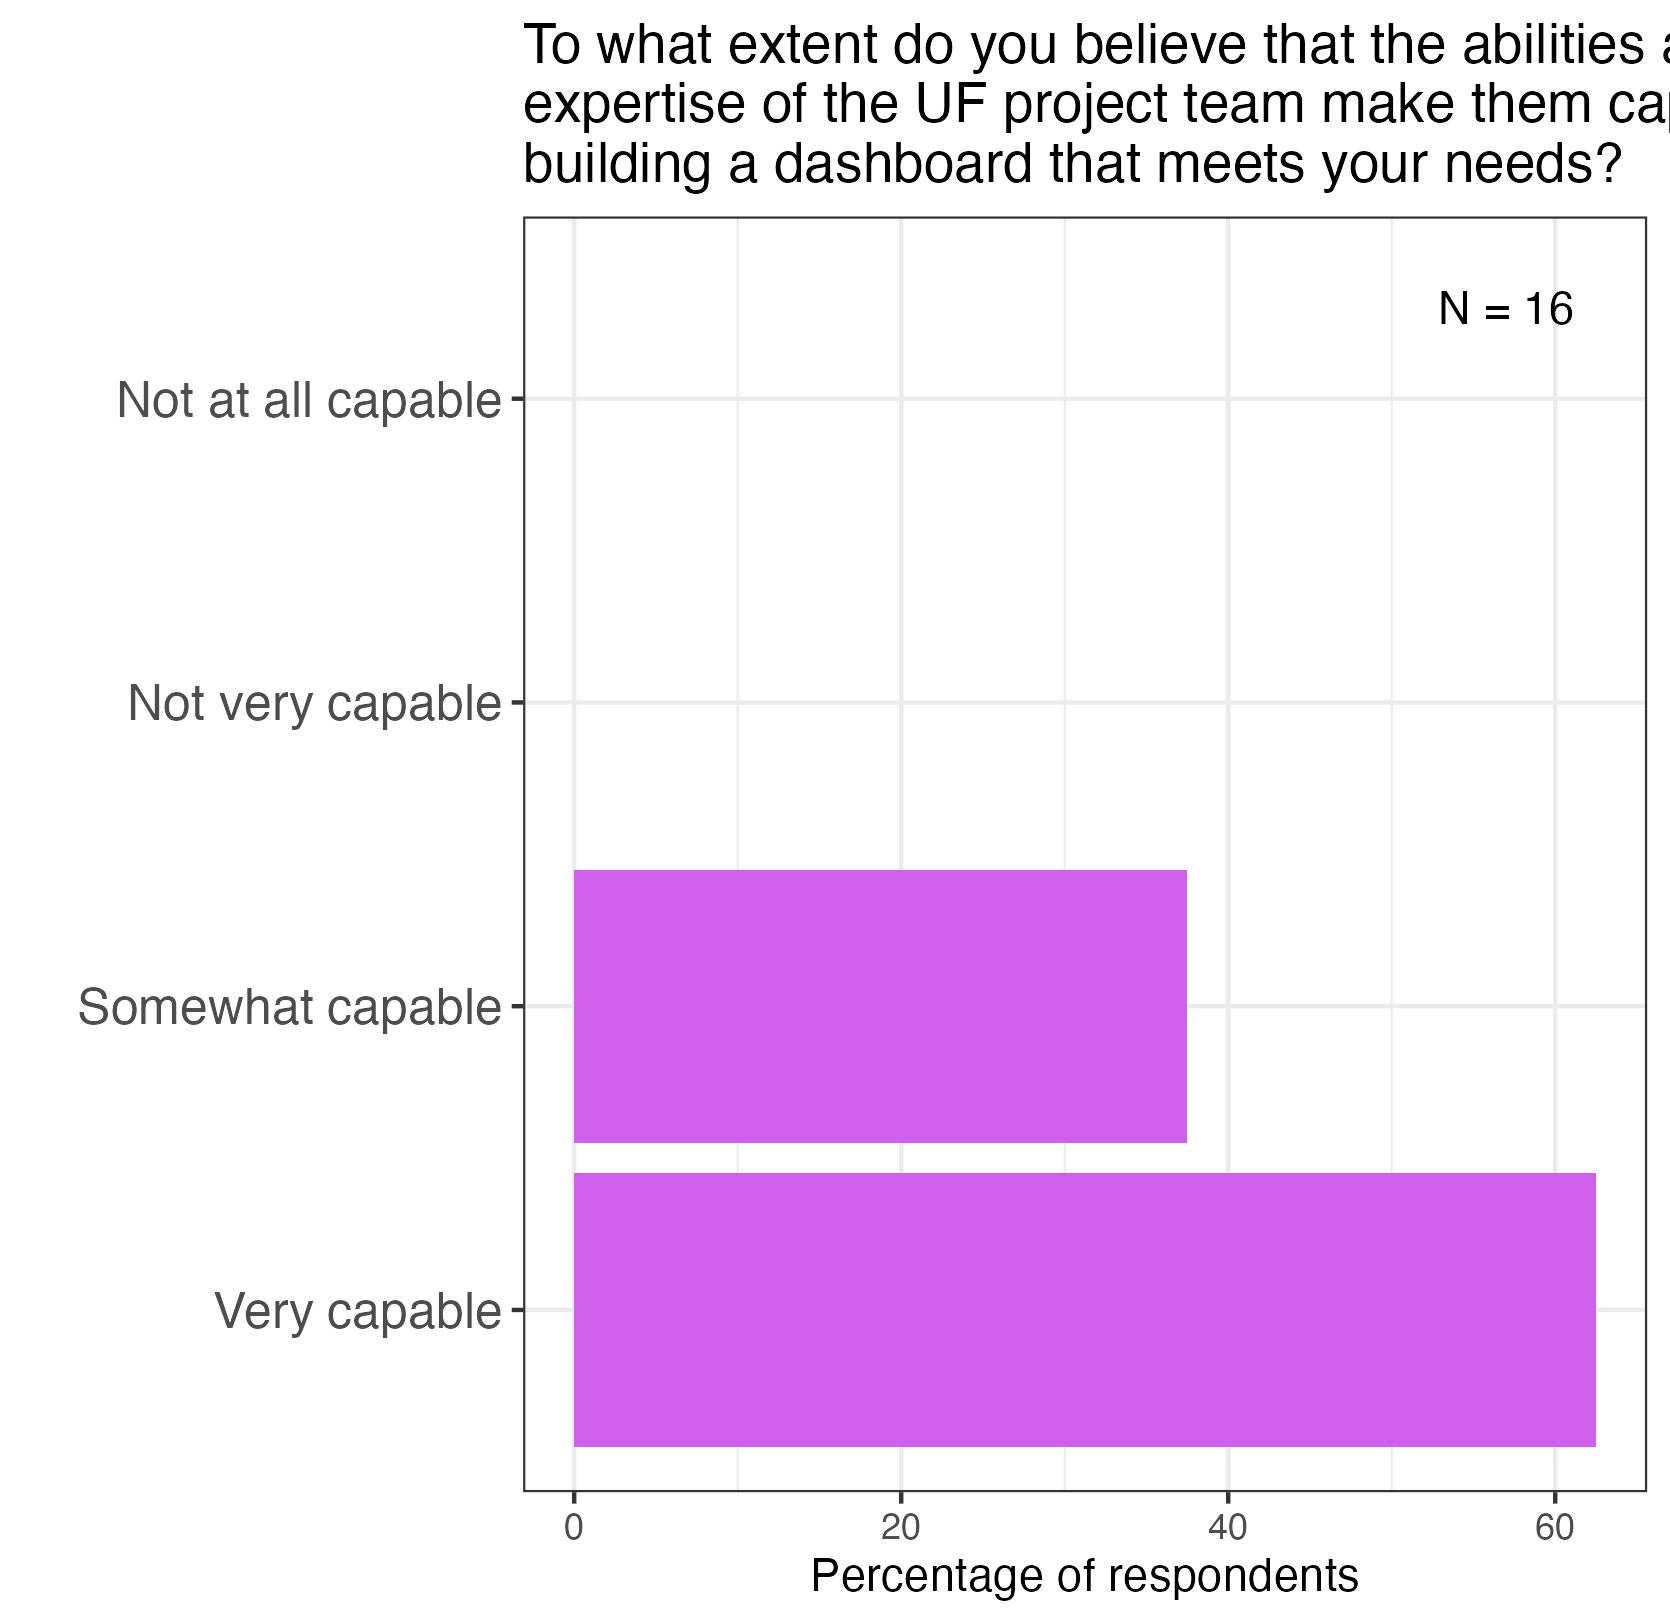 To what extent do you believe that the abilities a
expertise of the UF project team make them cap
building a dashboard that meets your needs?
N = 16
Not at all capable
Not very capable
Somewhat capable
Very capable
0 20 40 60
Percentage of respondents